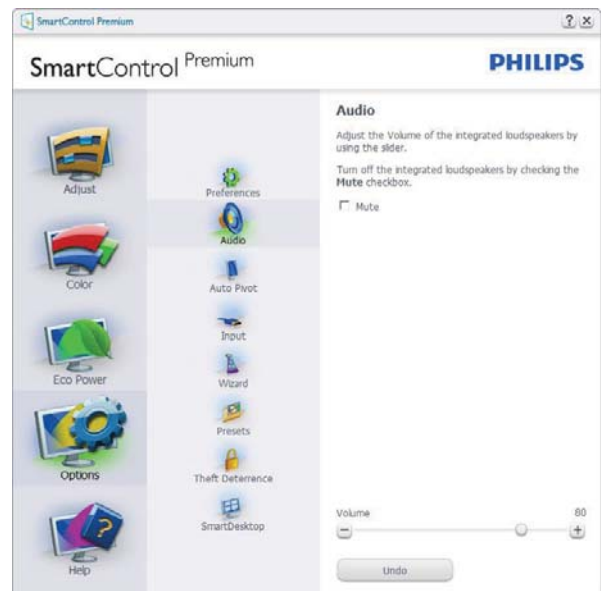 SmartControl Premium
SmartControl Premium
PHILIPS
Adjust
Color
Eco Power
Options
Help
Preferences
Audio
Auto Pivot
Input
Wizard
Presets
Theft Deterrence
SmartDesktop
Audio
Adjust the Volume of the integrated loudspeakers by
using the slider.
Turn off the integrated loudspeakers by checking the
Mute checkbox.
Mute
Volume 80
Undo